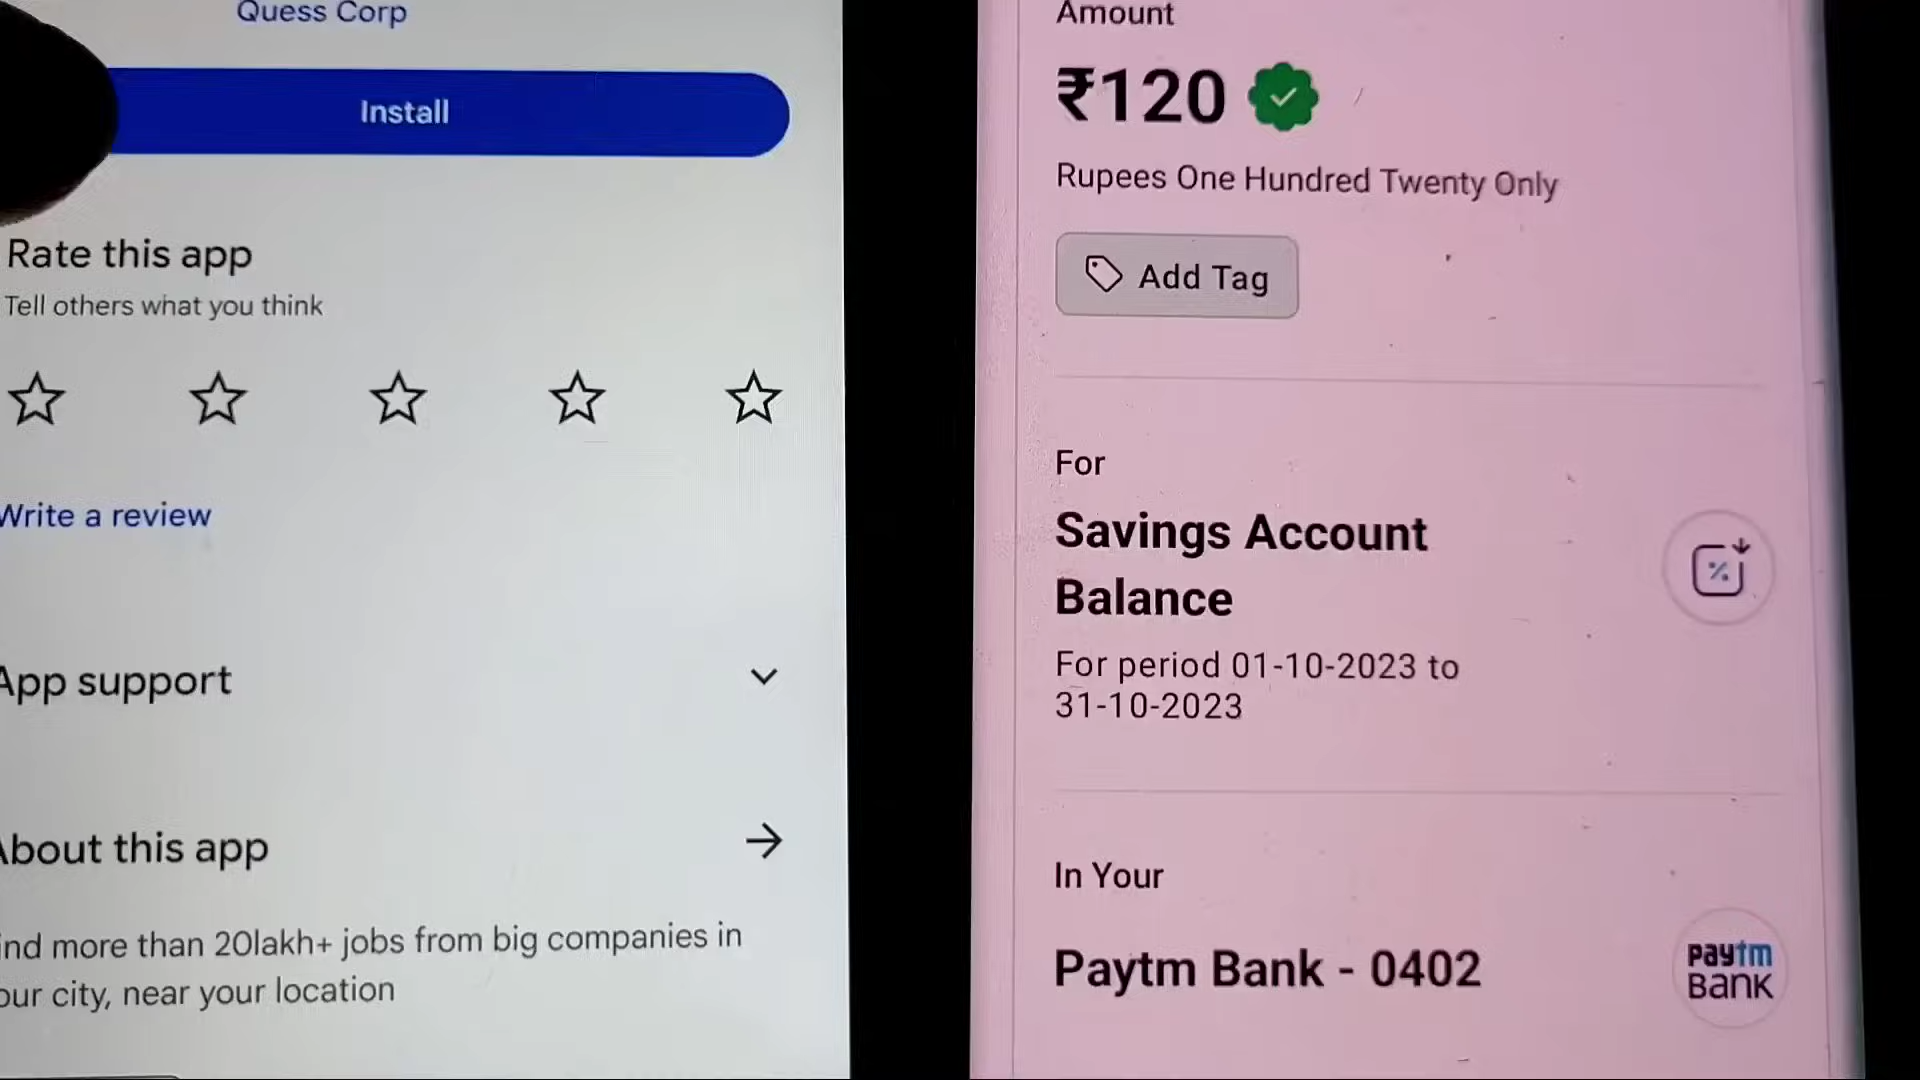 Quess Corp
Install
Rate this app
Tell others what you think
Write a review
App support
About this app
ind more than 20lakh+ jobs from big companies in
our city, near your location
Amount
₹120
Rupees One Hundred Twenty Only
Add Tag
For
Savings Account
Balance
For period 01-10-2023 to
31-10-2023
In Your
Paytm Bank - 0402
paytm
BANK